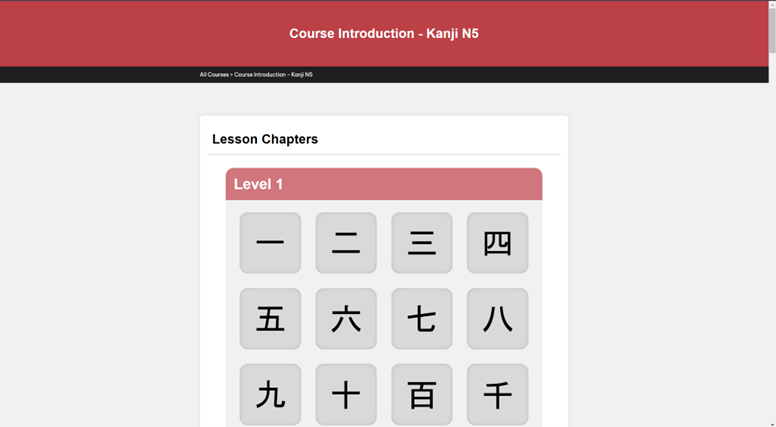 Course Introduction - Kanji N5
All Courses > Course Introduction - Kanji N5
Lesson Chapters
Level 1
一 二 三 四
五 六 七 八
九 十 百 千